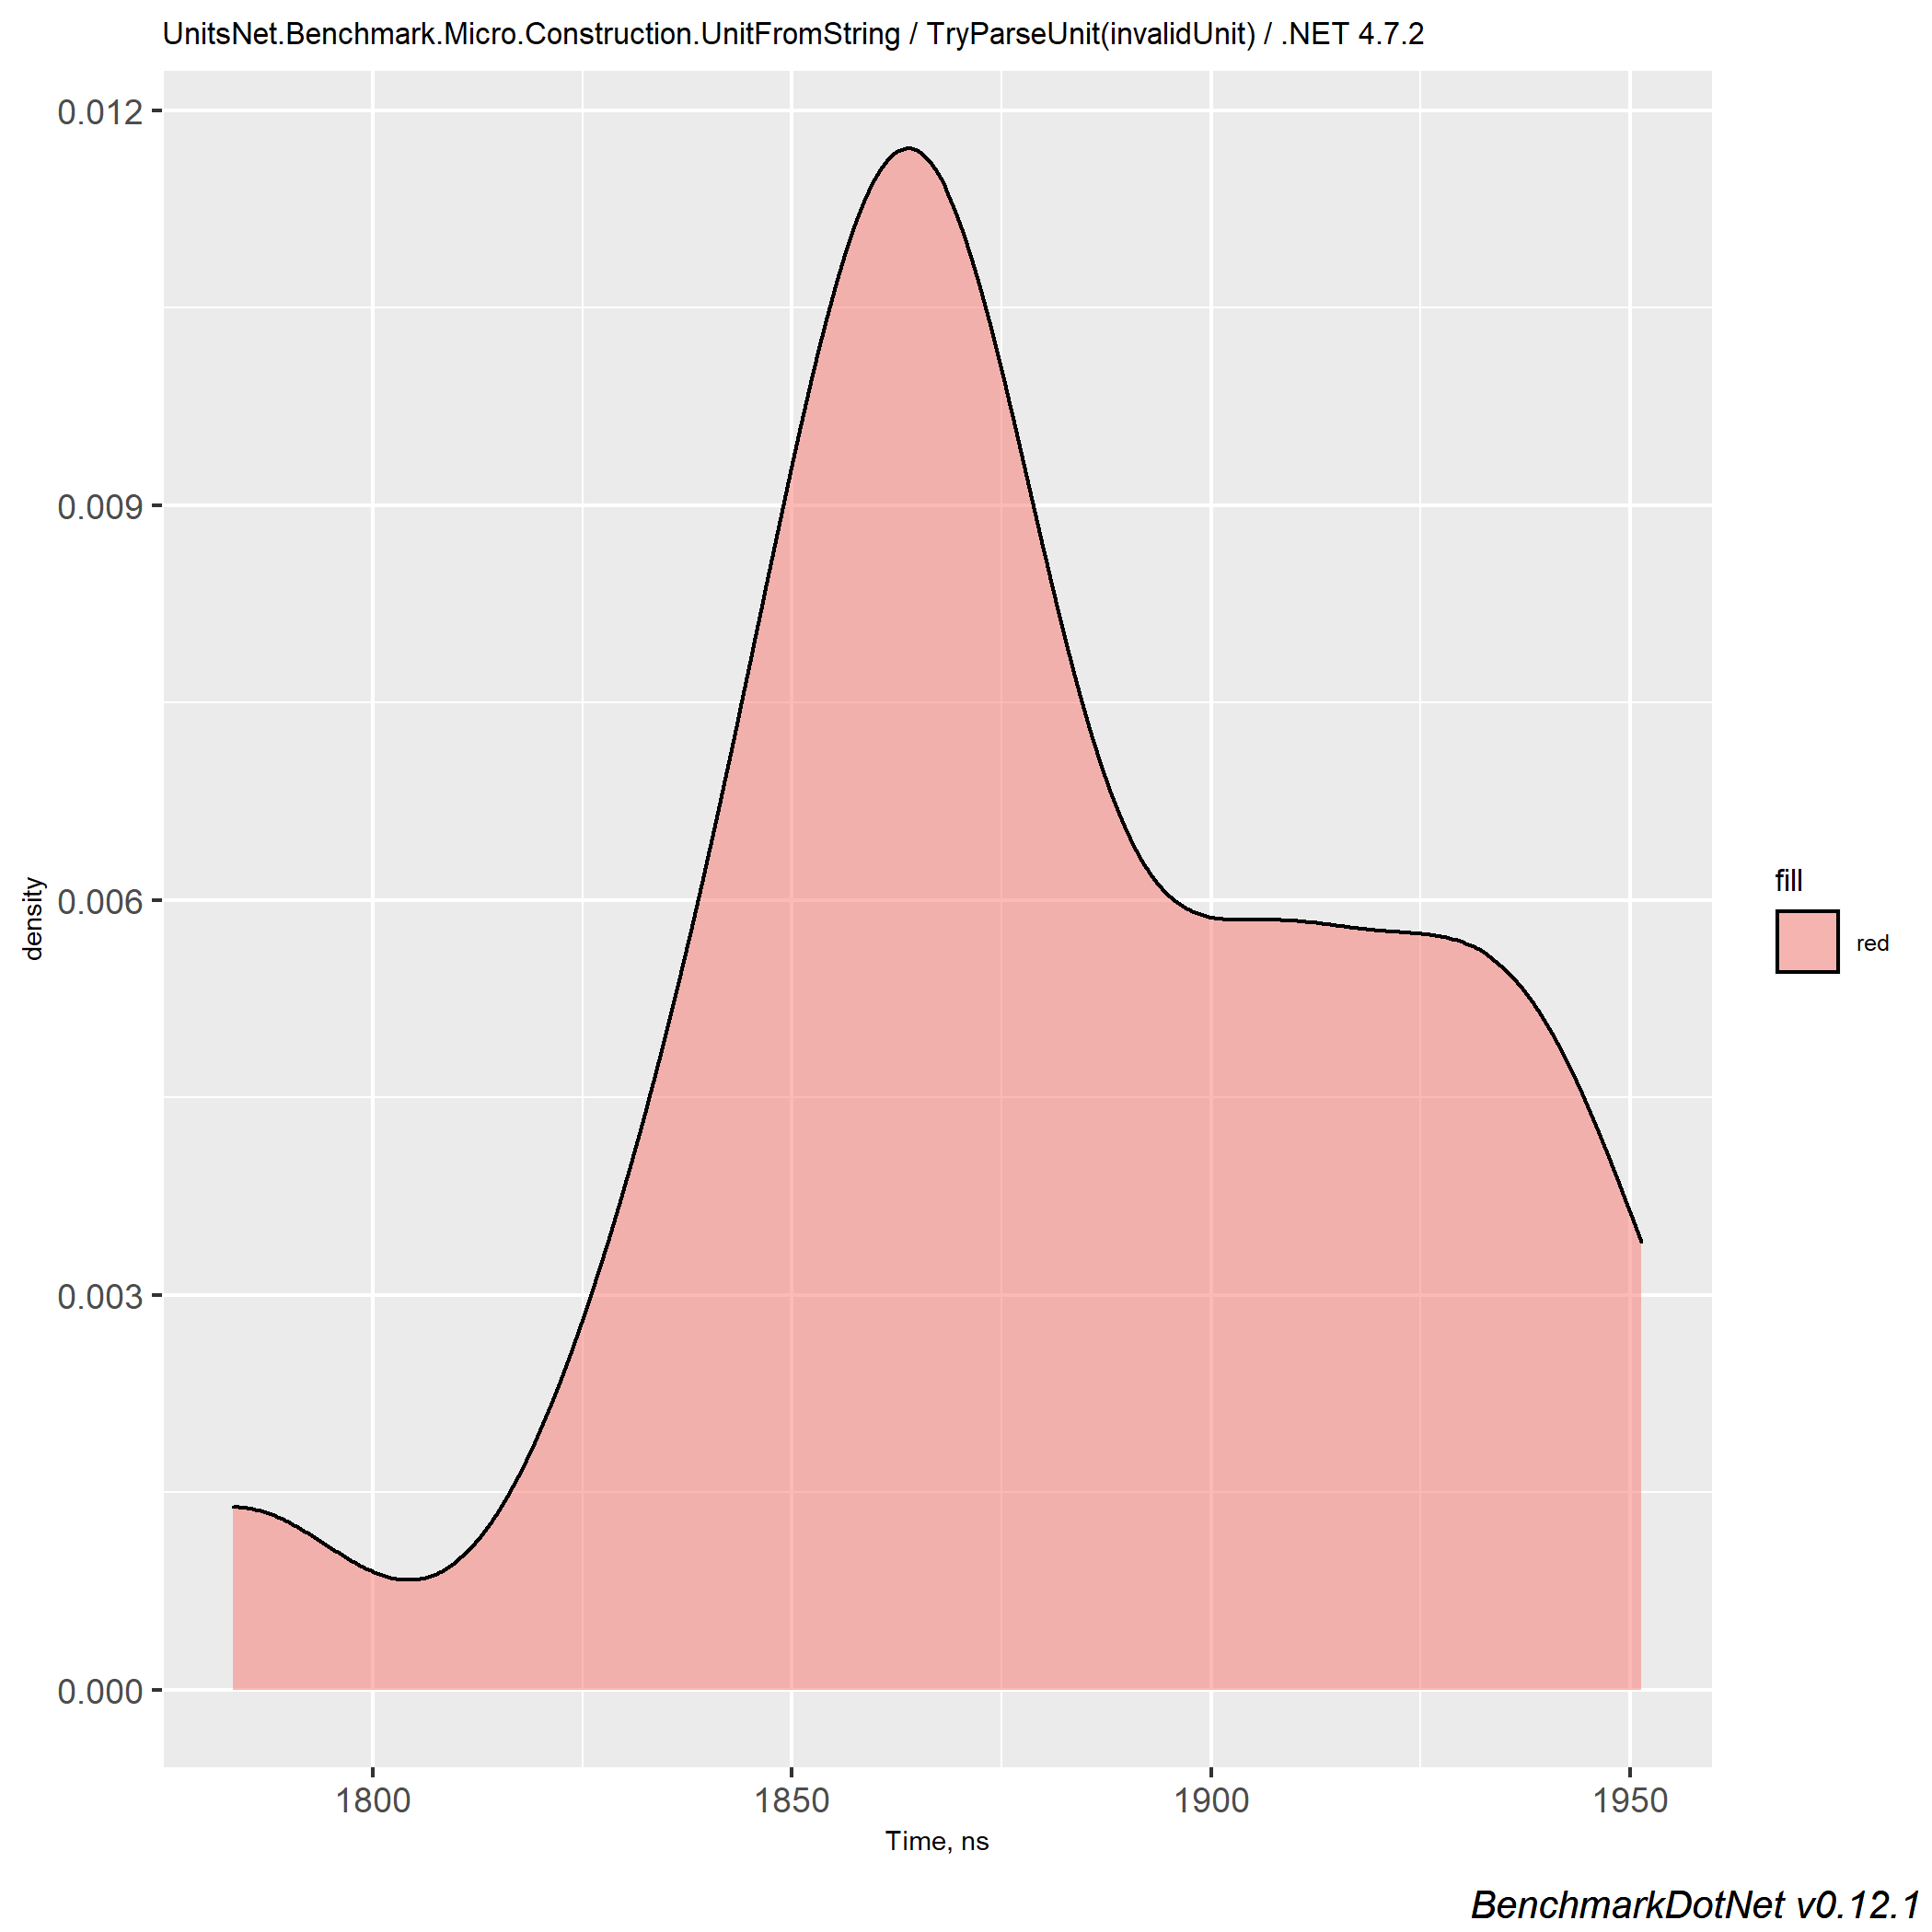 UnitsNet.Benchmark.Micro.Construction.UnitFromString / TryParseUnit(invalidUnit) / .NET 4.7.2
0.012
0.009
0.006
0.003
0.000
density
fill
red
1800
1850
1900
1950
Time, ns
BenchmarkDotNet v0.12.1